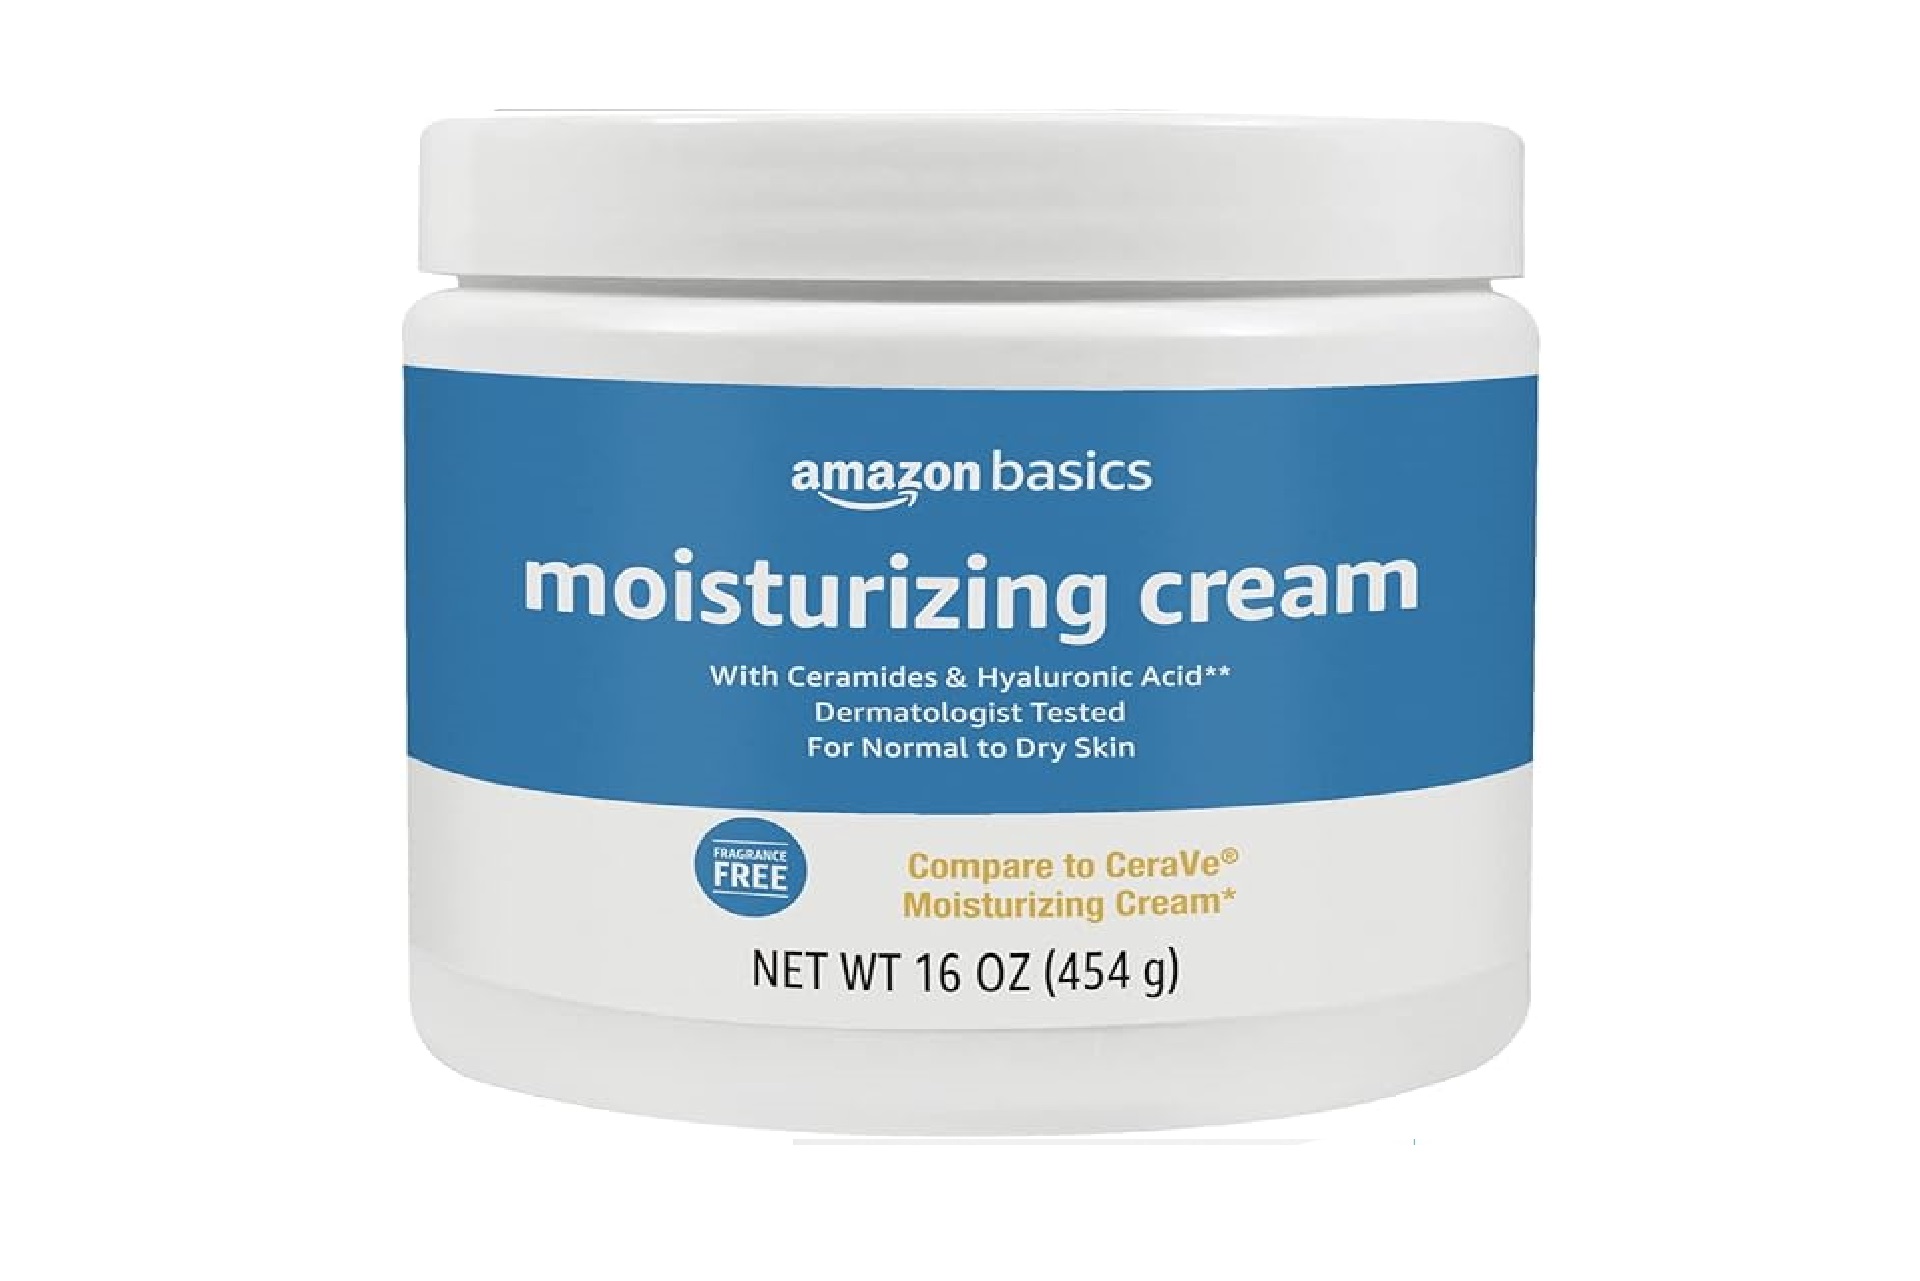 amazon basics
moisturizing cream
With Ceramides & Hyaluronic Acid**
Dermatologist Tested
For Normal to Dry Skin
FRAGRANCE
FREE
Compare to CeraVe®
Moisturizing Cream*
NET WT 16 OZ (454 g)